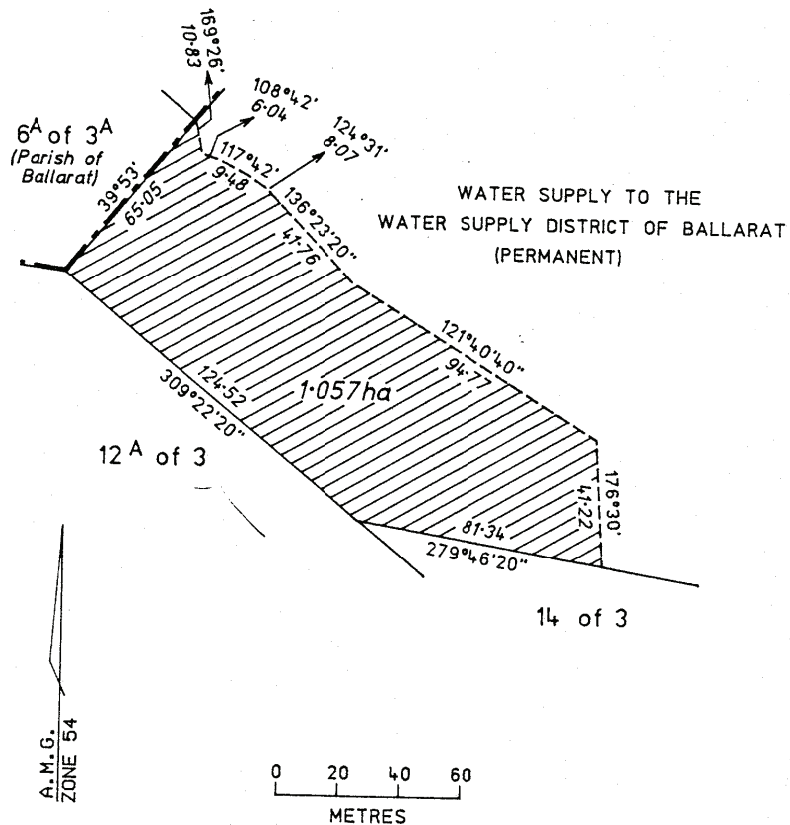 169°26'
10·83
108°42'
6·04
124°31'
8·07
6A of 3A
(Parish of
Ballarat)
39°53'
65·05
117°42'
9·48
136°23'20"
41·76
WATER SUPPLY TO THE
WATER SUPPLY DISTRICT OF BALLARAT
(PERMANENT)
121°40'40"
94·77
1·057ha
124·52
309°22'20"
12A of 3
176°30'
41·22
81·34
279°46'20"
14 of 3
A.M.G.
ZONE 54
0 20 40 60
METRES